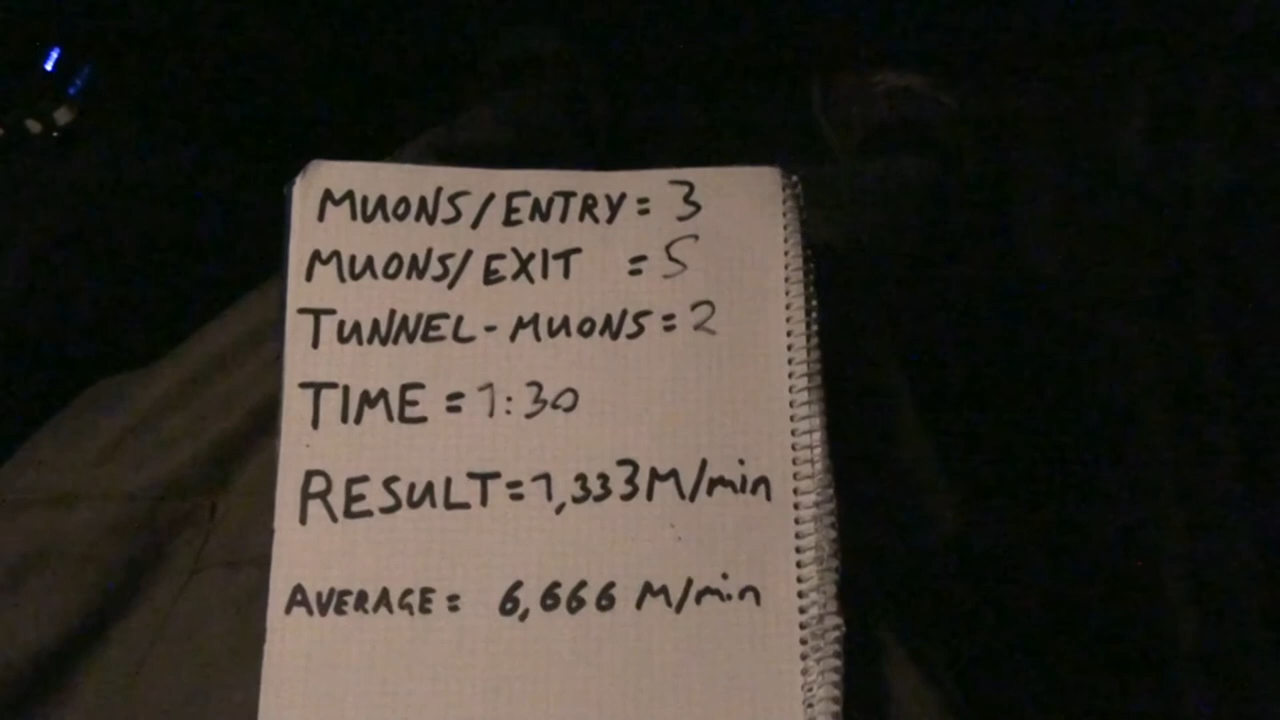 MUONS/ENTRY= 3
MUONS/EXIT = 5
TUNNEL-MUONS=2
TIME = 1:30
RESULT=1,333M/min
AVERAGE= 6,666 M/min